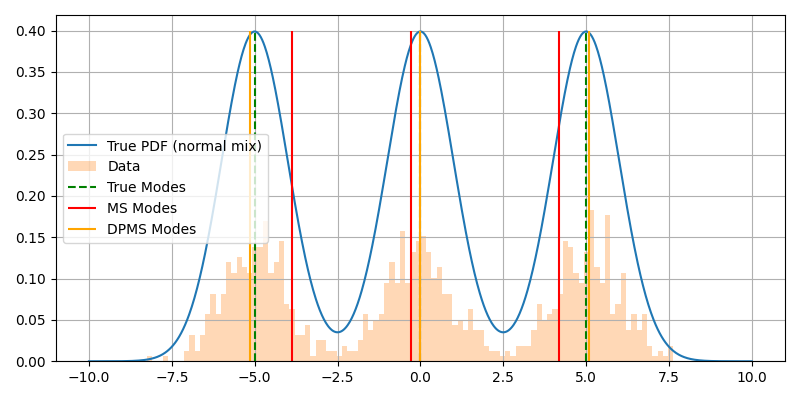 0.40
0.35
0.30
0.25
0.20
0.15
0.10
0.05
0.00
True PDF (normal mix)
Data
True Modes
MS Modes
DPMS Modes
−10.0 −7.5 −5.0 −2.5 0.0 2.5 5.0 7.5 10.0